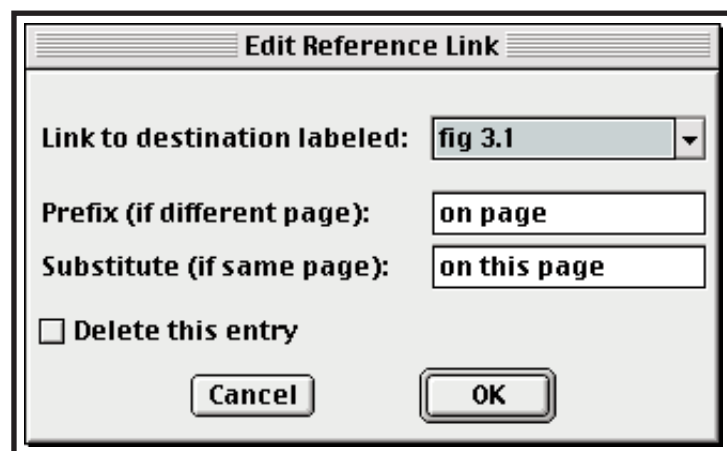 Edit Reference Link
Link to destination labeled: fig 3.1
Prefix (if different page): on page
Substitute (if same page): on this page
Delete this entry
Cancel OK